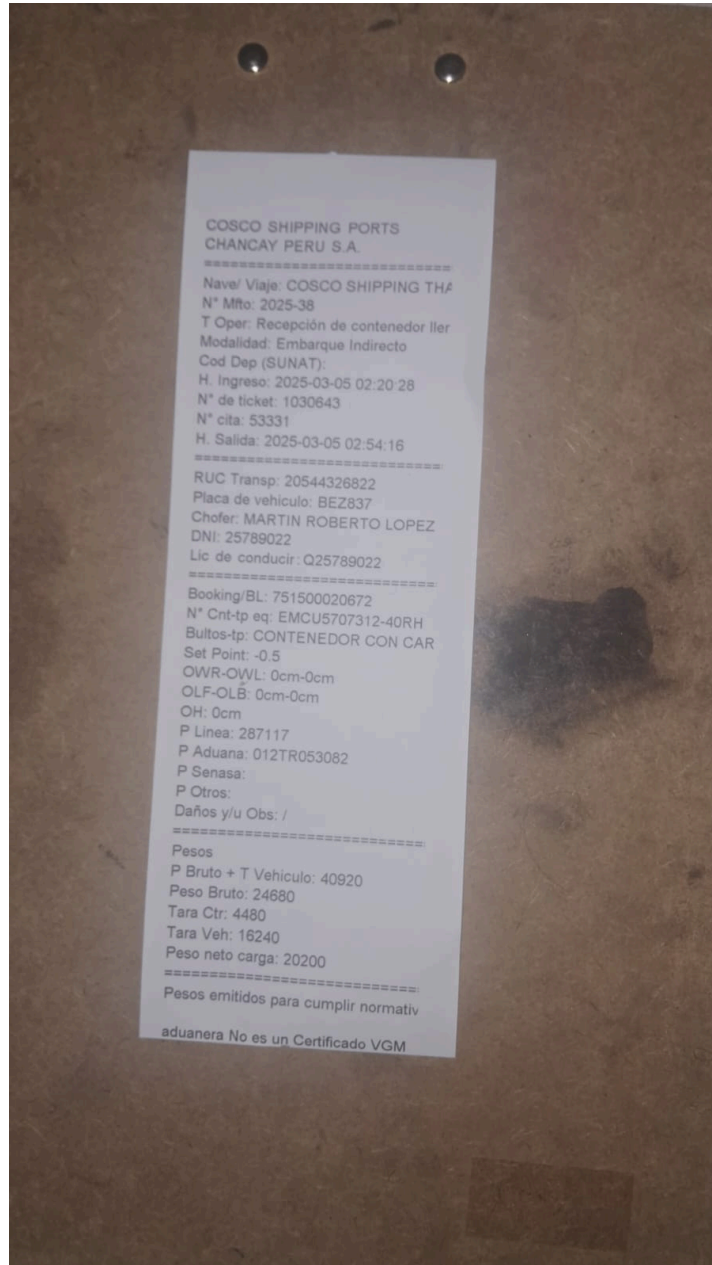 COSCO SHIPPING PORTS
CHANCAY PERU S.A.
============================
Nave/ Viaje: COSCO SHIPPING THA
N° Mfto: 2025-38
T Oper: Recepción de contenedor ller
Modalidad: Embarque Indirecto
Cod Dep (SUNAT):
H. Ingreso: 2025-03-05 02:20:28
N° de ticket: 1030643
N° cita: 53331
H. Salida: 2025-03-05 02:54:16
============================
RUC Transp: 20544326822
Placa de vehiculo: BEZ837
Chofer: MARTIN ROBERTO LOPEZ
DNI: 25789022
Lic de conducir: Q25789022
============================
Booking/BL: 751500020672
N° Cnt-tp eq: EMCU5707312-40RH
Bultos-tp: CONTENEDOR CON CAR
Set Point: -0.5
OWR-OWL: 0cm-0cm
OLF-OLB: 0cm-0cm
OH: 0cm
P Linea: 287117
P Aduana: 012TR053082
P Senasa:
P Otros:
Daños y/u Obs: /
============================
Pesos
P Bruto + T Vehiculo: 40920
Peso Bruto: 24680
Tara Ctr: 4480
Tara Veh: 16240
Peso neto carga: 20200
============================
Pesos emitidos para cumplir normativ
aduanera No es un Certificado VGM